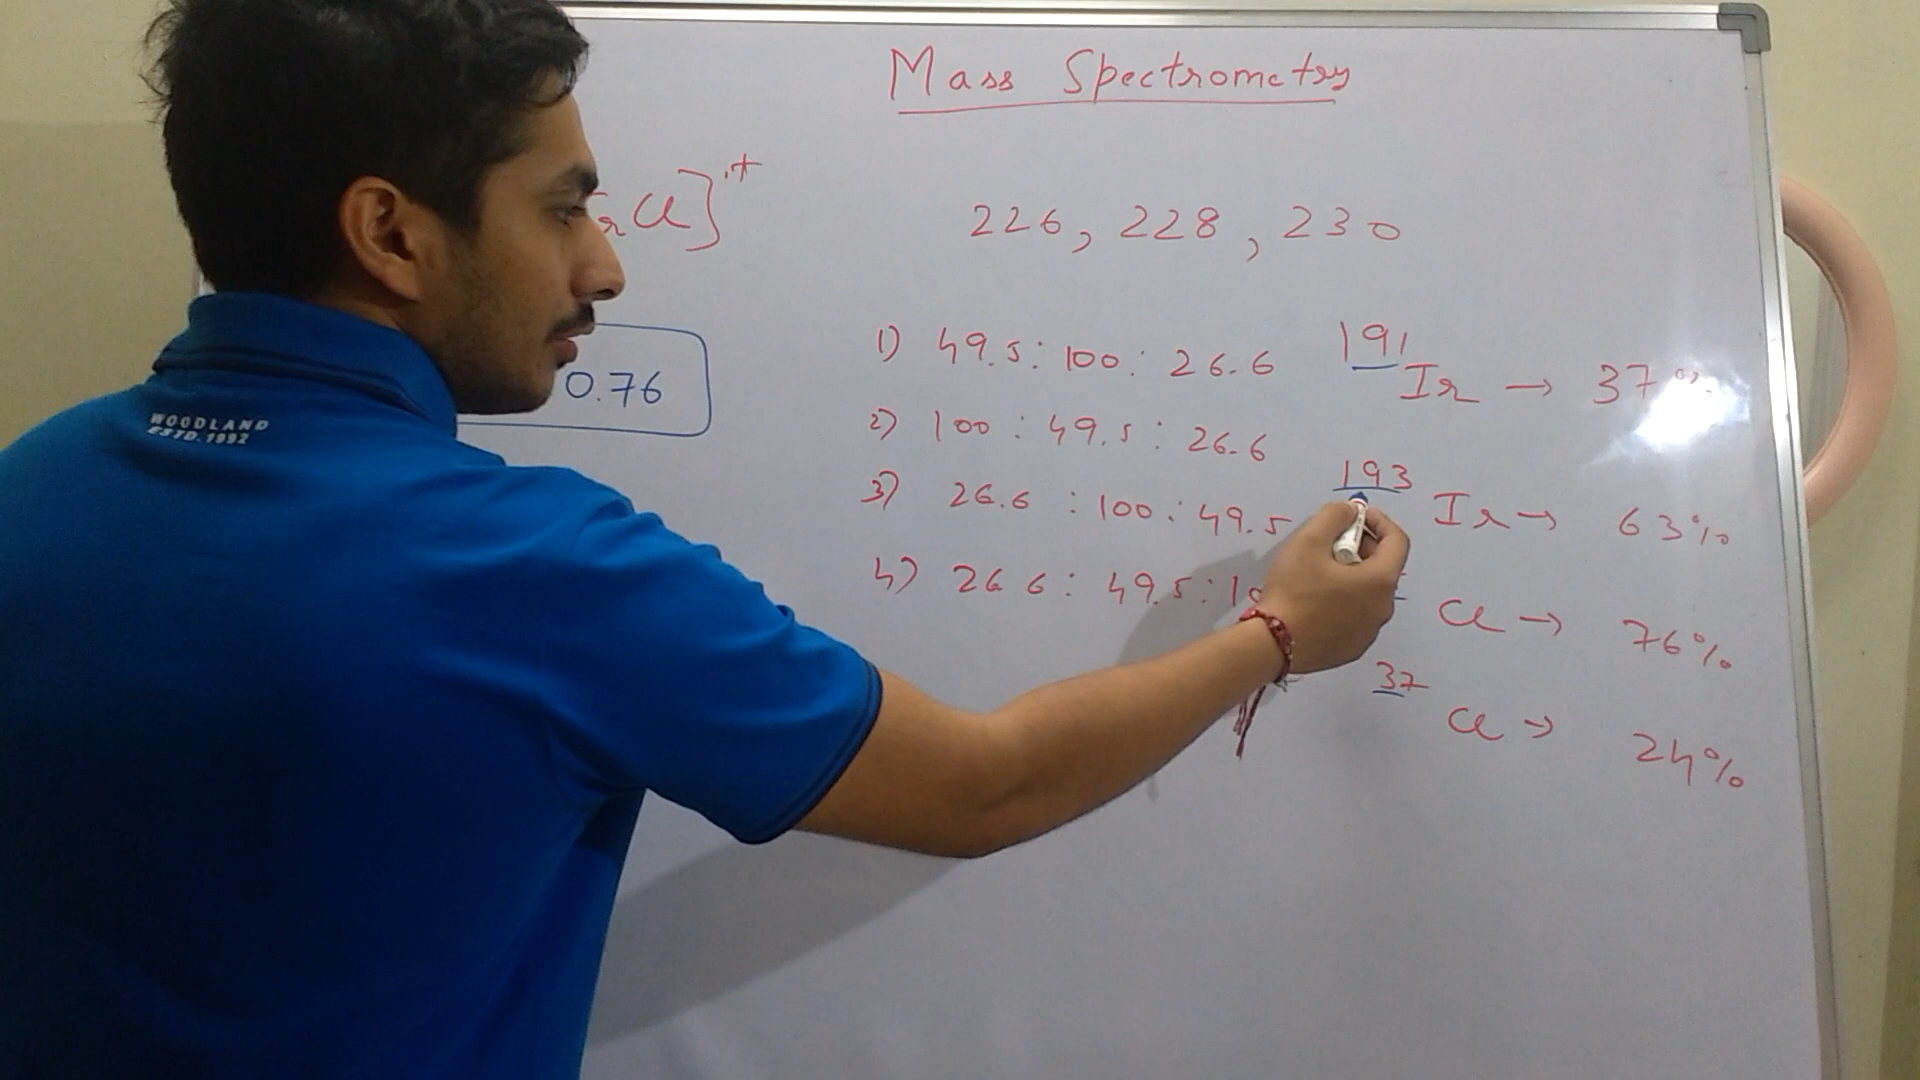 Mass Spectrometry
rCl]·+
226, 228, 230
0.76
1) 49.5 : 100 : 26.6
2) 100 : 49.5 : 26.6
3) 26.6 : 100 : 49.5
4) 26.6 : 49.5 : 10
191 Ir → 37%
193 Ir → 63%
Cl → 76%
37 Cl → 24%
WOODLAND
ESTD. 1992